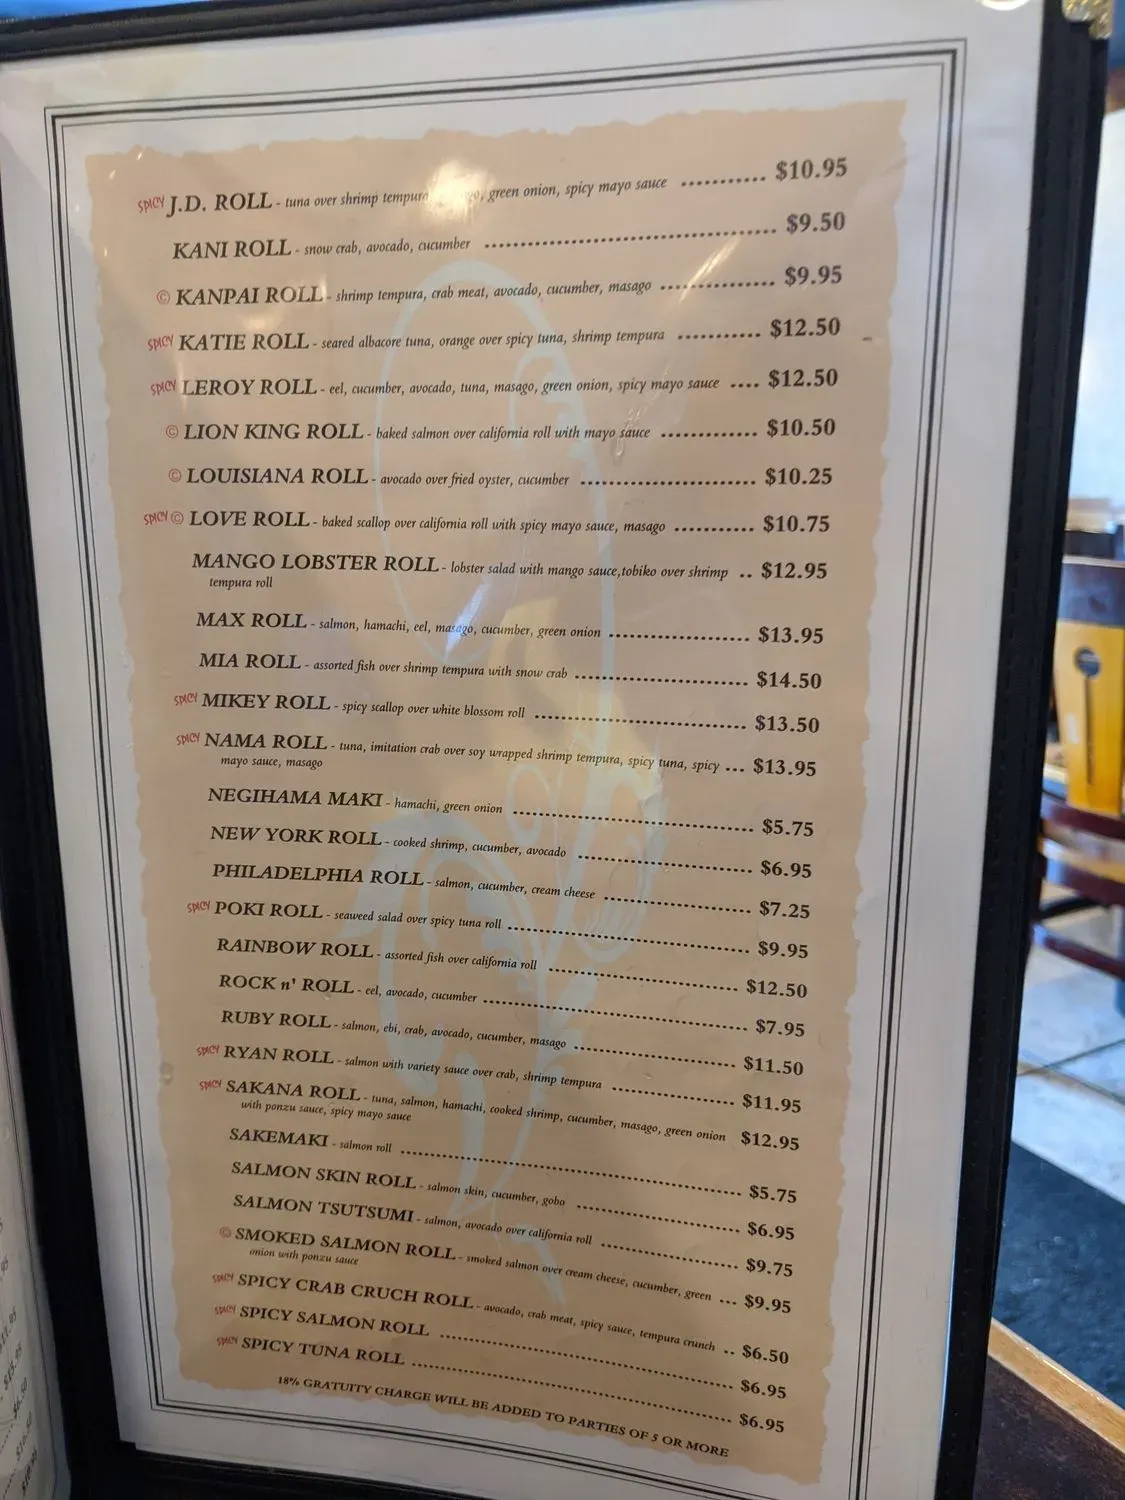 SPICY J.D. ROLL - tuna over shrimp tempura green onion, spicy mayo sauce ........... $10.95
KANI ROLL - snow crab, avocado, cucumber ........... $9.50
© KANPAI ROLL - shrimp tempura, crab meat, avocado, cucumber, masago ........... $9.95
SPICY KATIE ROLL - seared albacore tuna, orange over spicy tuna, shrimp tempura ........... $12.50
SPICY LEROY ROLL - eel, cucumber, avocado, tuna, masago, green onion, spicy mayo sauce .... $12.50
© LION KING ROLL - baked salmon over california roll with mayo sauce ............. $10.50
© LOUISIANA ROLL - avocado over fried oyster, cucumber ........... $10.25
SPICY © LOVE ROLL - baked scallop over california roll with spicy mayo sauce, masago ........... $10.75
MANGO LOBSTER ROLL - lobster salad with mango sauce,tobiko over shrimp .. $12.95
tempura roll
MAX ROLL - salmon, hamachi, eel, masago, cucumber, green onion ........... $13.95
MIA ROLL - assorted fish over shrimp tempura with snow crab ........... $14.50
SPICY MIKEY ROLL - spicy scallop over white blossom roll ........... $13.50
SPICY NAMA ROLL - tuna, imitation crab over soy wrapped shrimp tempura, spicy tuna, spicy ... $13.95
mayo sauce, masago
NEGIHAMA MAKI - hamachi, green onion ........... $5.75
NEW YORK ROLL - cooked shrimp, cucumber, avocado ........... $6.95
PHILADELPHIA ROLL - salmon, cucumber, cream cheese ........... $7.25
SPICY POKI ROLL - seaweed salad over spicy tuna roll ........... $9.95
RAINBOW ROLL - assorted fish over california roll ........... $12.50
ROCK n' ROLL - eel, avocado, cucumber ........... $7.95
RUBY ROLL - salmon, ebi, crab, avocado, cucumber, masago ........... $11.50
SPICY RYAN ROLL - salmon with variety sauce over crab, shrimp tempura ........... $11.95
SPICY SAKANA ROLL - tuna, salmon, hamachi, cooked shrimp, cucumber, masago, green onion $12.95
with ponzu sauce, spicy mayo sauce
SAKEMAKI - salmon roll ........... $5.75
SALMON SKIN ROLL - salmon skin, cucumber, gobo ........... $6.95
SALMON TSUTSUMI - salmon, avocado over california roll ........... $9.75
© SMOKED SALMON ROLL - smoked salmon over cream cheese, cucumber, green ... $9.95
onion with ponzu sauce
SPICY SPICY CRAB CRUCH ROLL - avocado, crab meat, spicy sauce, tempura crunch .. $6.50
SPICY SPICY SALMON ROLL ........... $6.95
SPICY SPICY TUNA ROLL ........... $6.95
18% GRATUITY CHARGE WILL BE ADDED TO PARTIES OF 5 OR MORE